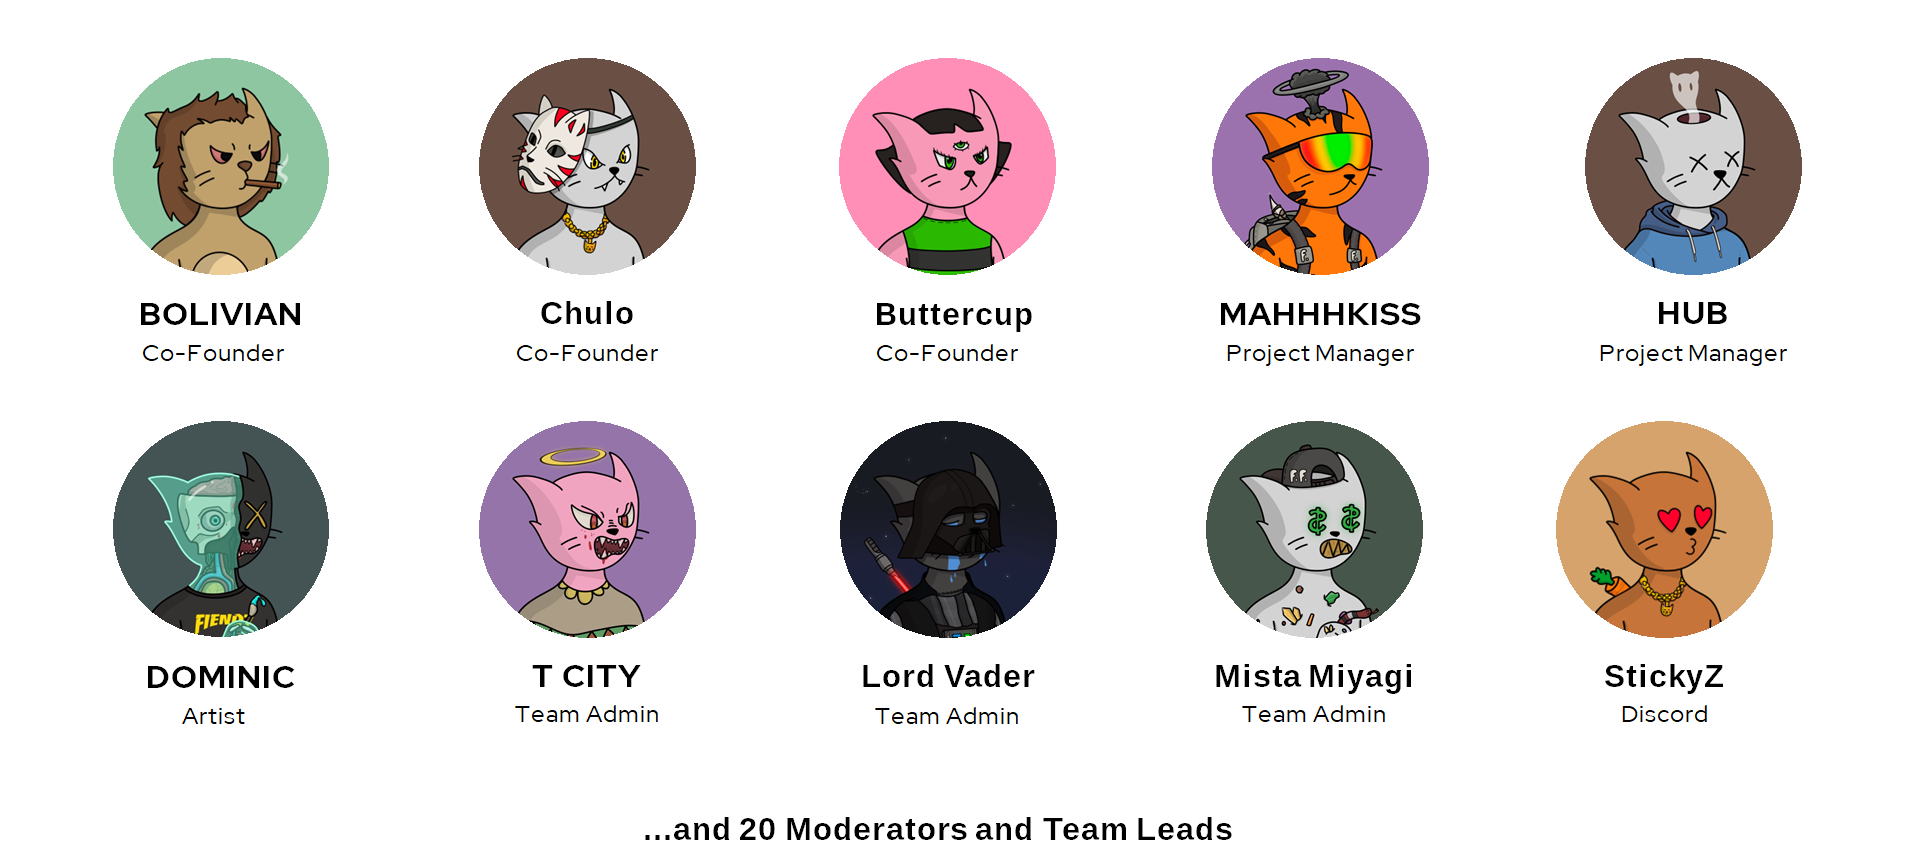 BOLIVIAN
Co-Founder
Chulo
Co-Founder
Buttercup
Co-Founder
MAHHHKISS
Project Manager
HUB
Project Manager
DOMINIC
Artist
T CITY
Team Admin
Lord Vader
Team Admin
Mista Miyagi
Team Admin
StickyZ
Discord
...and 20 Moderators and Team Leads